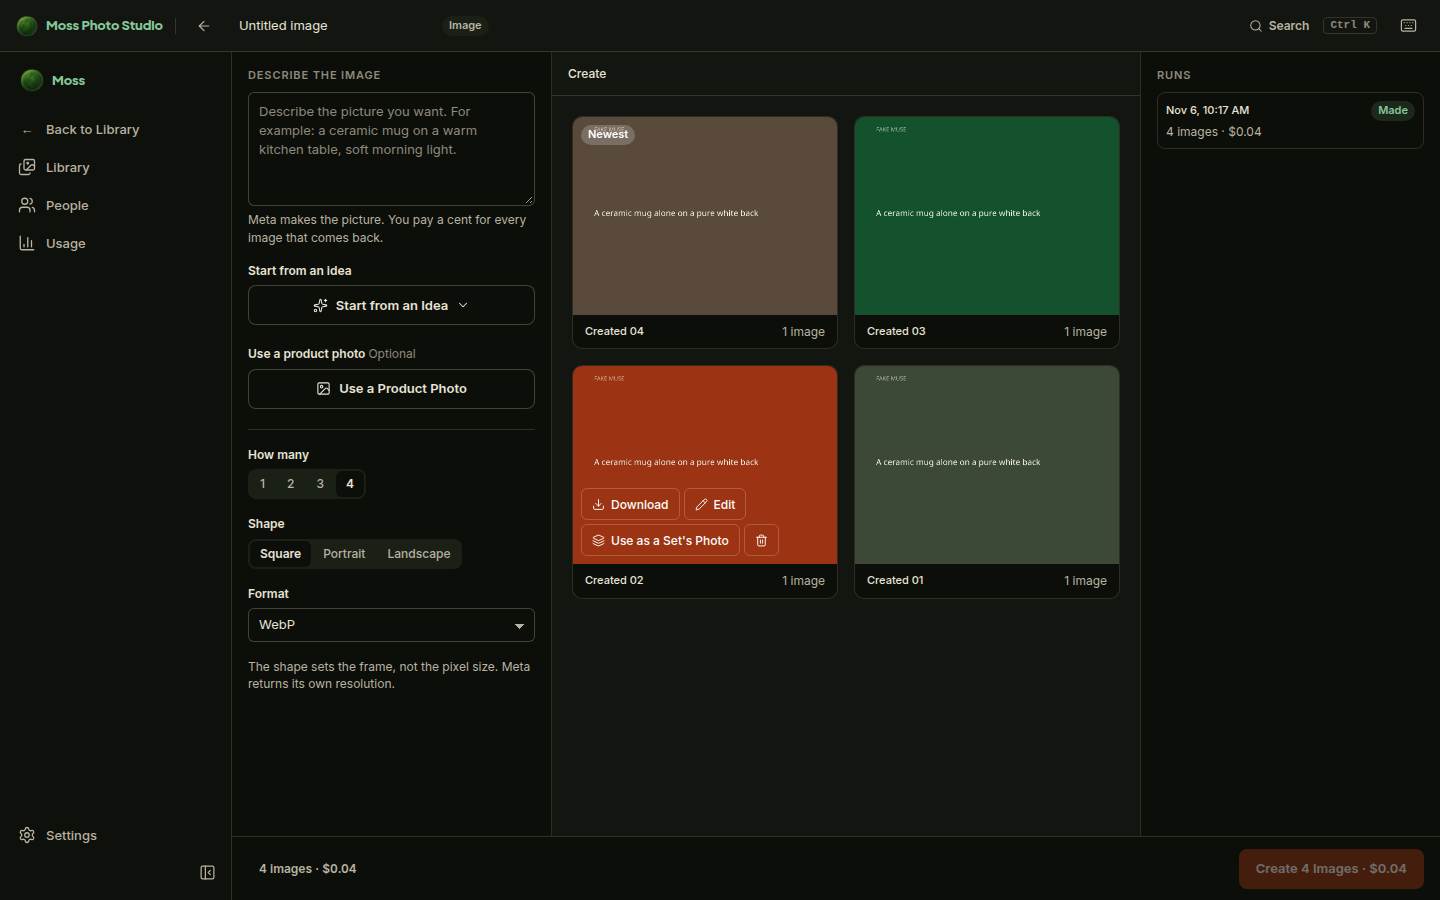 Moss Photo Studio
Untitled image
Image
Search
Ctrl K
Moss
← Back to Library
Library
People
Usage
Settings
DESCRIBE THE IMAGE
Describe the picture you want. For
example: a ceramic mug on a warm
kitchen table, soft morning light.
Meta makes the picture. You pay a cent for every
image that comes back.
Start from an idea
Start from an Idea
Use a product photo Optional
Use a Product Photo
How many
1 2 3 4
Shape
Square Portrait Landscape
Format
WebP
The shape sets the frame, not the pixel size. Meta
returns its own resolution.
Create
Newest
A ceramic mug alone on a pure white back
Created 04 1 image
FAKE MUSE
A ceramic mug alone on a pure white back
Created 03 1 image
FAKE MUSE
A ceramic mug alone on a pure white back
Download Edit
Use as a Set's Photo
Created 02 1 image
FAKE MUSE
A ceramic mug alone on a pure white back
Created 01 1 image
RUNS
Nov 6, 10:17 AM Made
4 images · $0.04
4 images · $0.04
Create 4 Images · $0.04